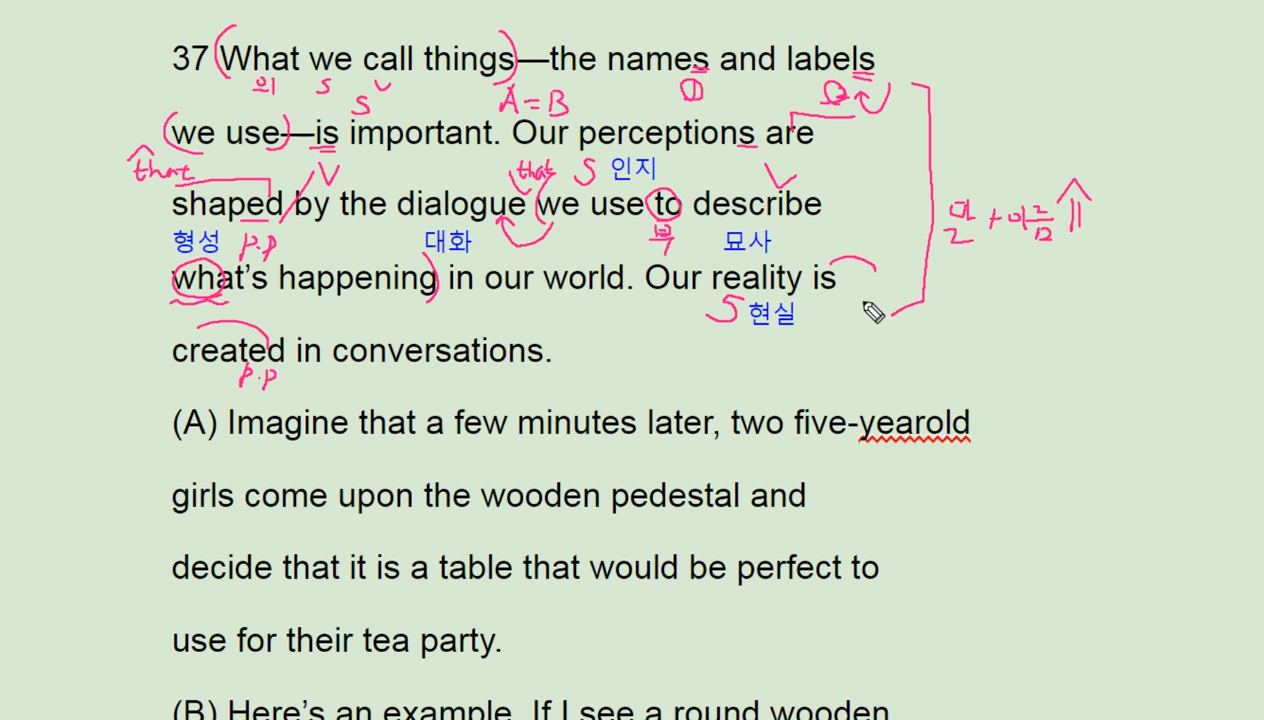 37 What we call things—the names and labels
의 S V ① ②
S A = B
we use—is important. Our perceptions are
that V that S 인지 V
shaped by the dialogue we use to describe
형성 p.p 대화 부 묘사
what's happening in our world. Our reality is
S 현실
created in conversations.
p.p
(A) Imagine that a few minutes later, two five-yearold
girls come upon the wooden pedestal and
decide that it is a table that would be perfect to
use for their tea party.
(B) Here's an example. If I see a round wooden